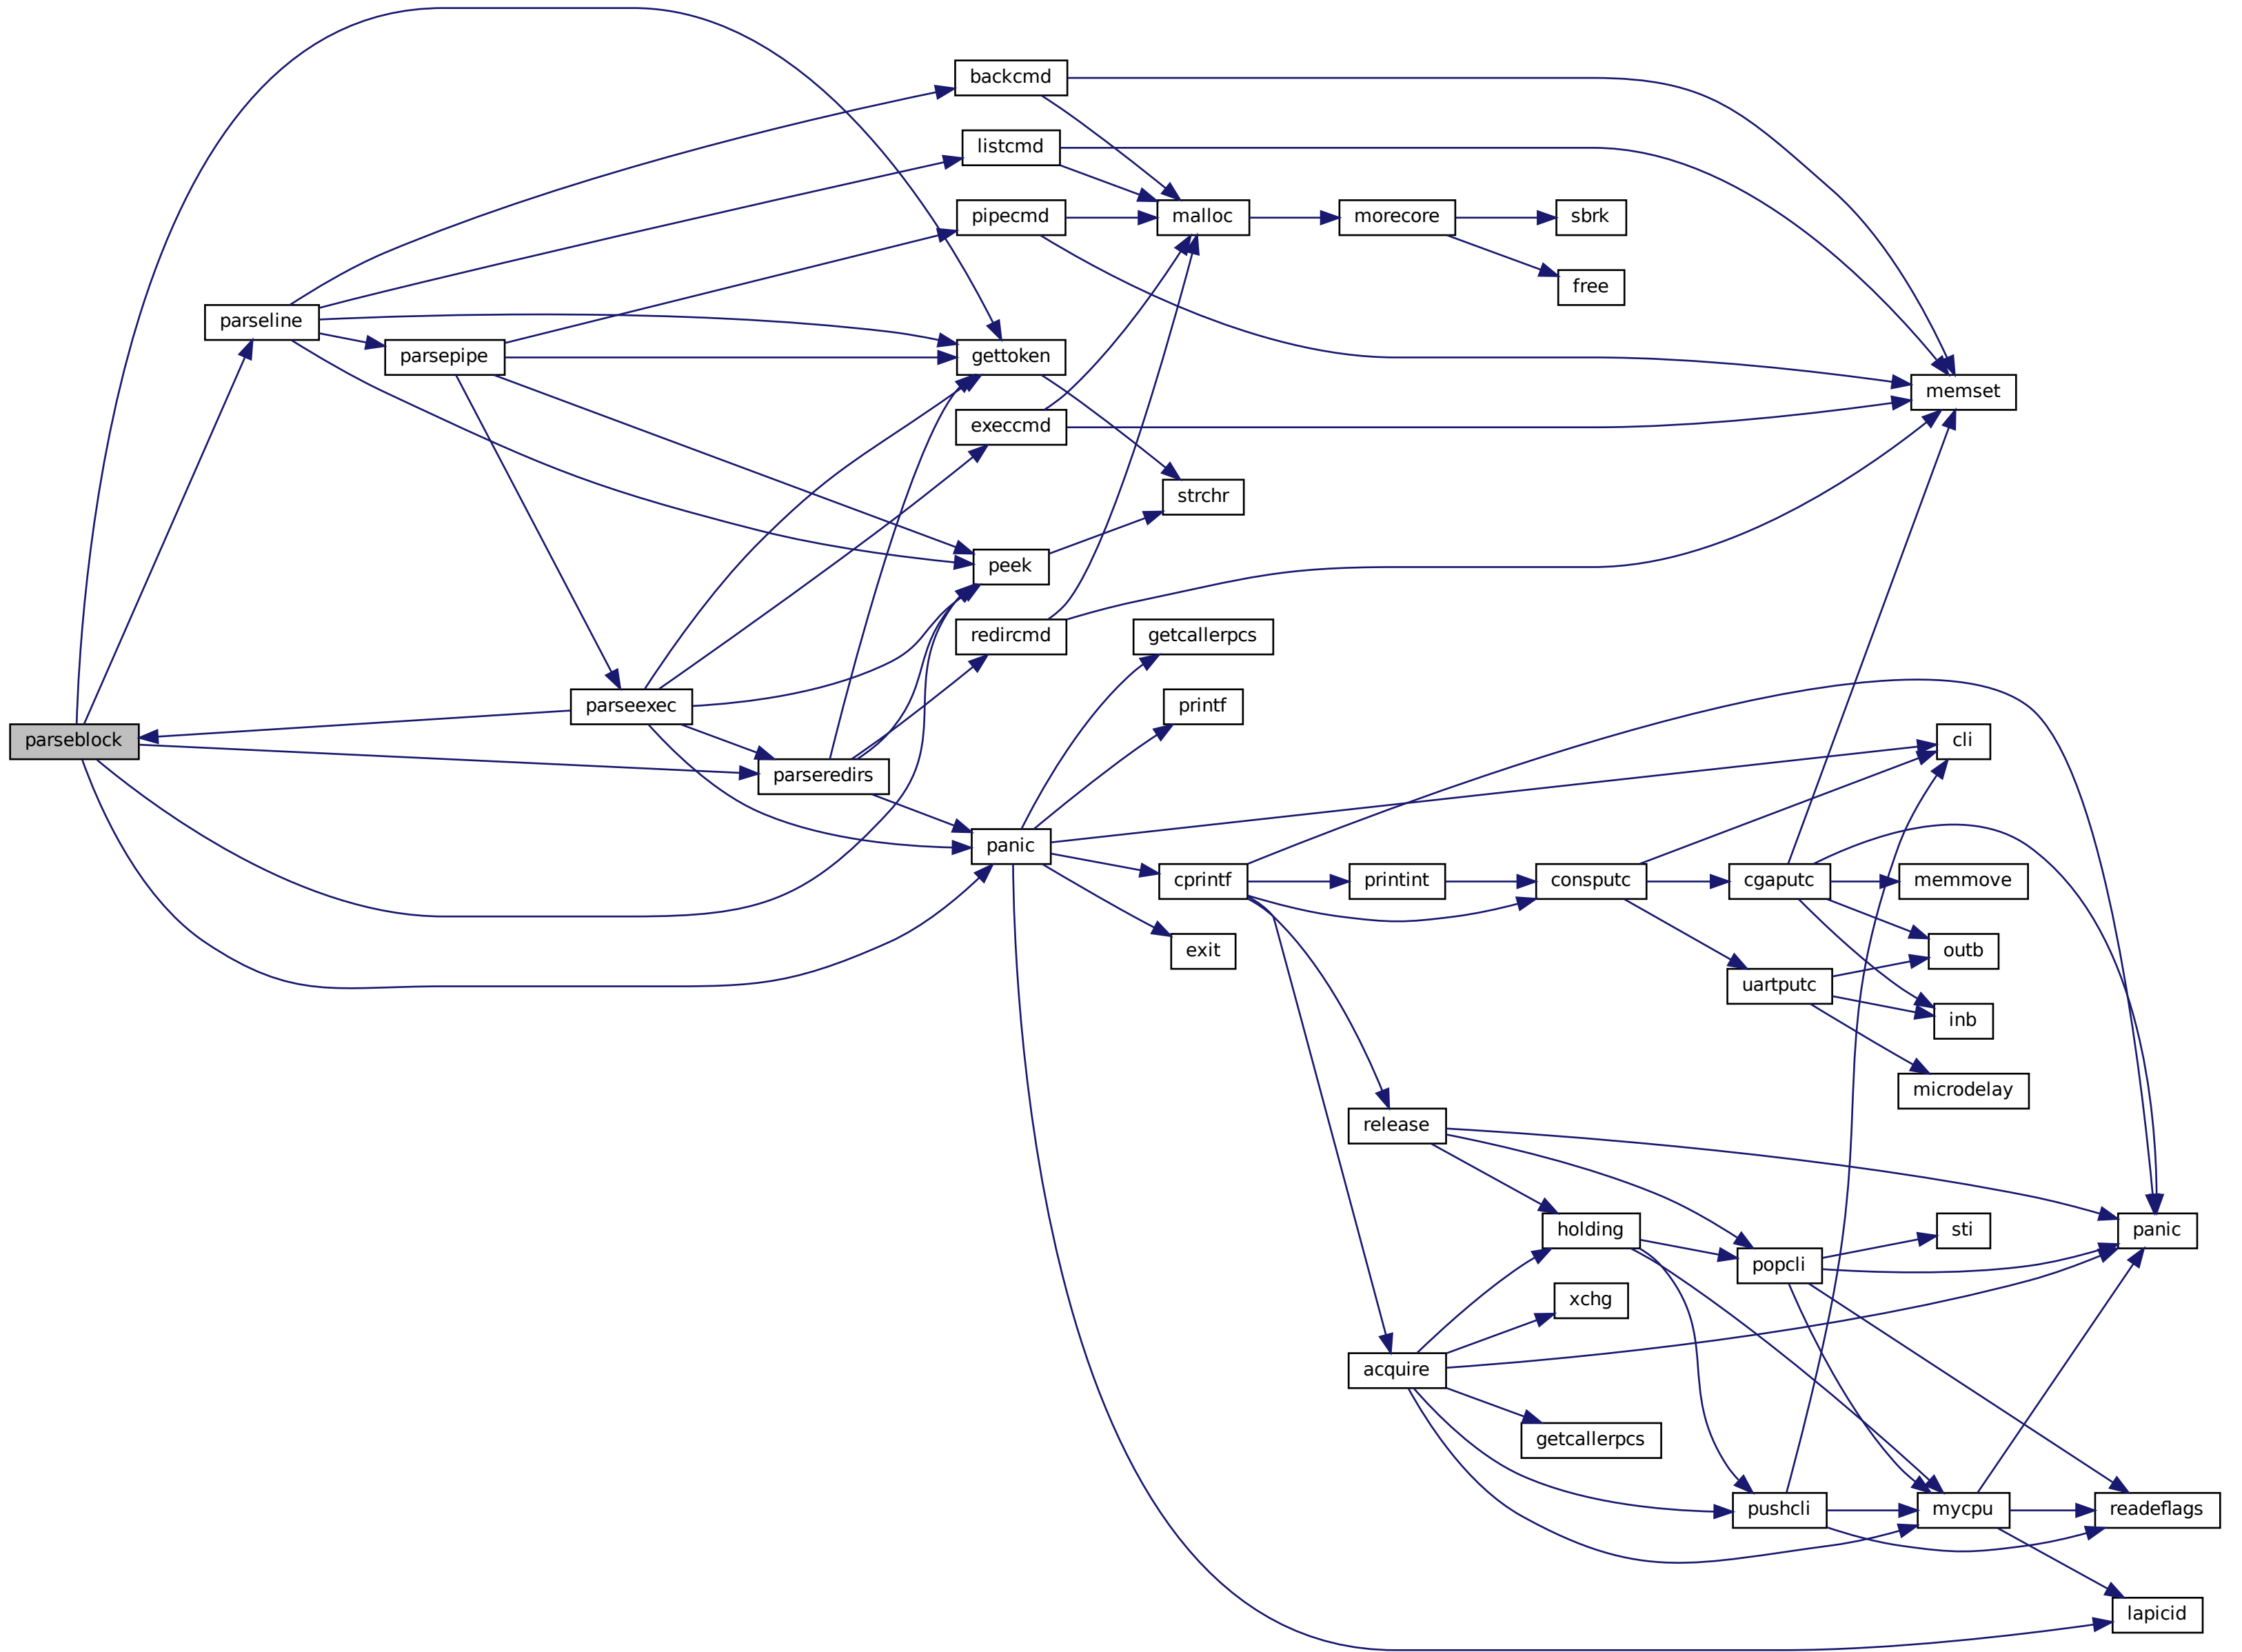 backcmd
listcmd
pipecmd
malloc
morecore
sbrk
free
parseline
parsepipe
gettoken
memset
execcmd
strchr
peek
redircmd
getcallerpcs
parseexec
printf
parseblock
cli
parseredirs
panic
cprintf
printint
consputc
cgaputc
memmove
exit
outb
uartputc
inb
microdelay
release
holding
sti
panic
popcli
xchg
acquire
getcallerpcs
pushcli
mycpu
readeflags
lapicid